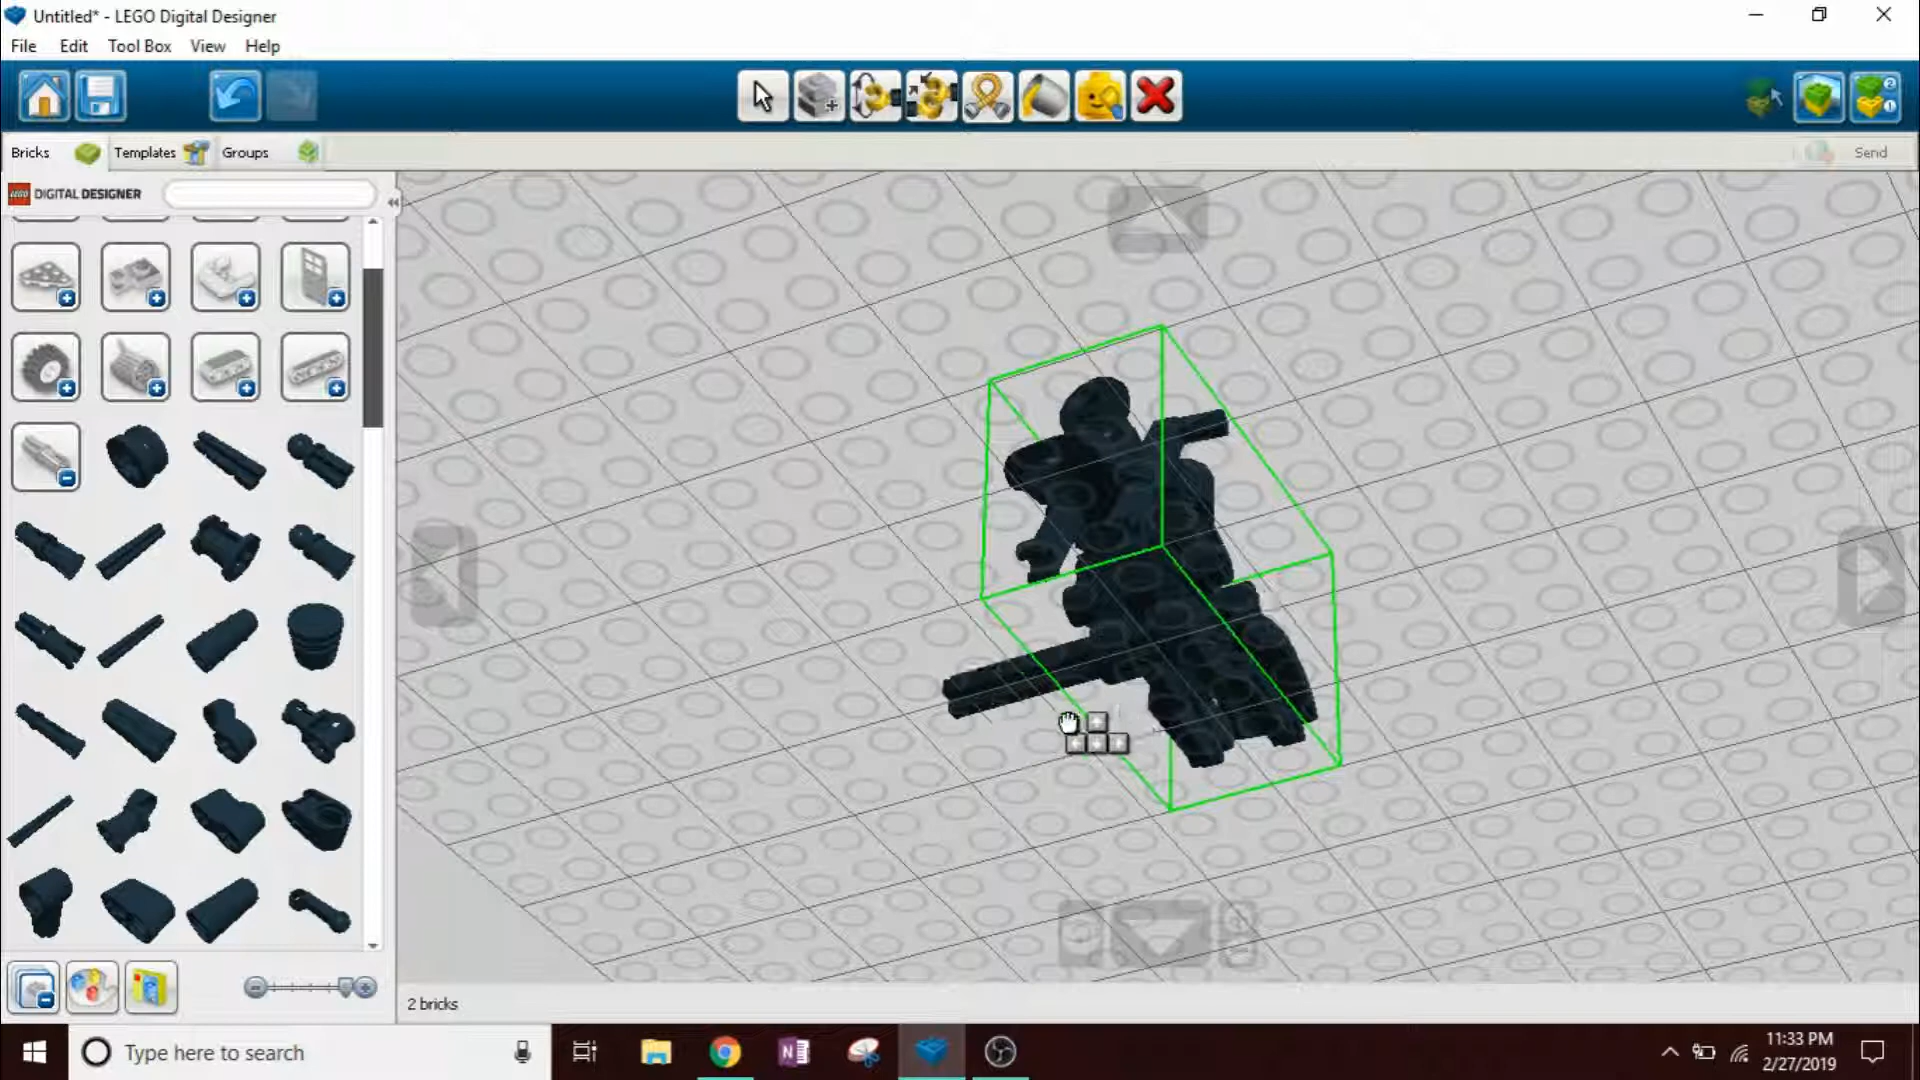 Untitled* - LEGO Digital Designer
File Edit Tool Box View Help
Bricks Templates Groups Send
LEGO DIGITAL DESIGNER
2 bricks
Type here to search
N
11:33 PM
2/27/2019